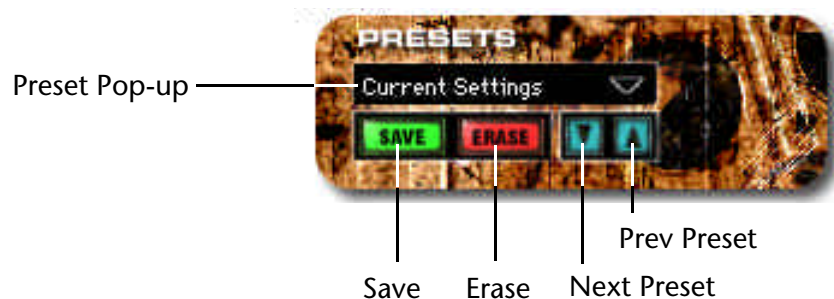 PRESETS
Preset Pop-up
Current Settings
SAVE ERASE
Prev Preset
Save Erase Next Preset